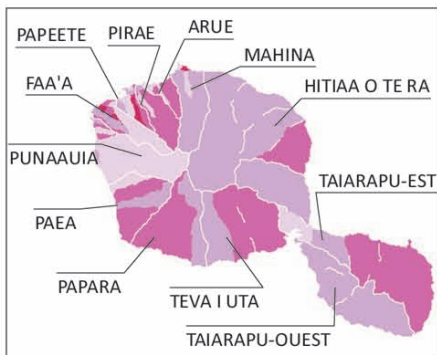 PAPEETE
PIRAE
ARUE
MAHINA
FAA'A
HITIAA O TE RA
PUNAAUIA
TAIARAPU-EST
PAEA
PAPARA
TEVA I UTA
TAIARAPU-OUEST